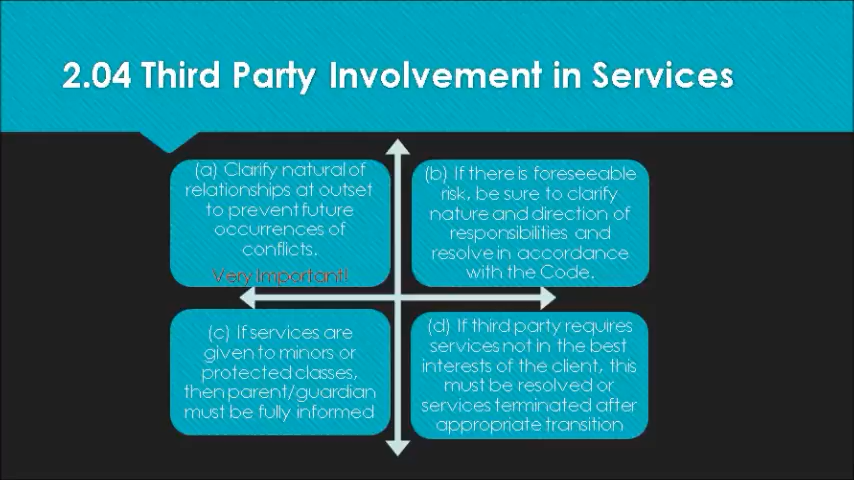 2.04 Third Party Involvement in Services
(a) Clarify natural of
relationships at outset
to prevent future
occurrences of
conflicts.
Very Important!
(b) If there is foreseeable
risk, be sure to clarify
nature and direction of
responsibilities and
resolve in accordance
with the Code.
(c) If services are
given to minors or
protected classes,
then parent/guardian
must be fully informed
(d) If third party requires
services not in the best
interests of the client, this
must be resolved or
services terminated after
appropriate transition